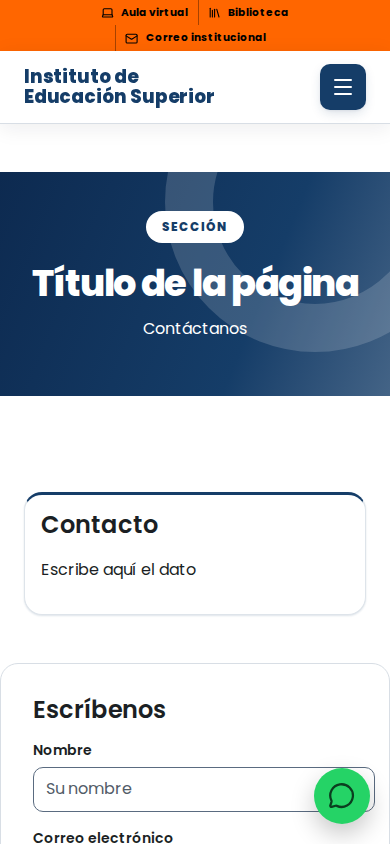 Aula virtual
Biblioteca
Correo institucional
Instituto de
Educación Superior
SECCIÓN
Título de la página
Contáctanos
Contacto
Escribe aquí el dato
Escríbenos
Nombre
Su nombre
Correo electrónico